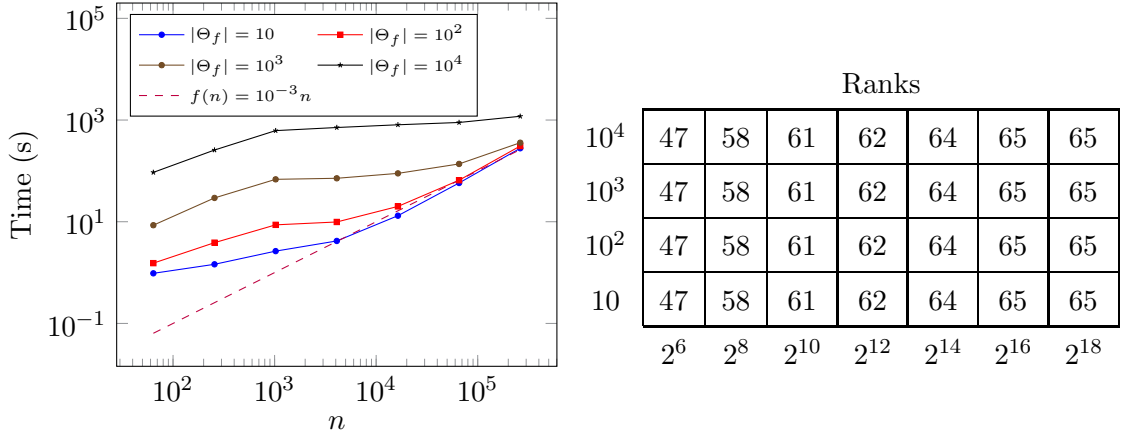 10^5
10^3
10^1
10^{-1}
Time (s)
10^2 10^3 10^4 10^5
n
|Θ_f| = 10 |Θ_f| = 10^2
|Θ_f| = 10^3 |Θ_f| = 10^4
f(n) = 10^{-3}n
Ranks
10^4 47 58 61 62 64 65 65
10^3 47 58 61 62 64 65 65
10^2 47 58 61 62 64 65 65
10 47 58 61 62 64 65 65
2^6 2^8 2^{10} 2^{12} 2^{14} 2^{16} 2^{18}